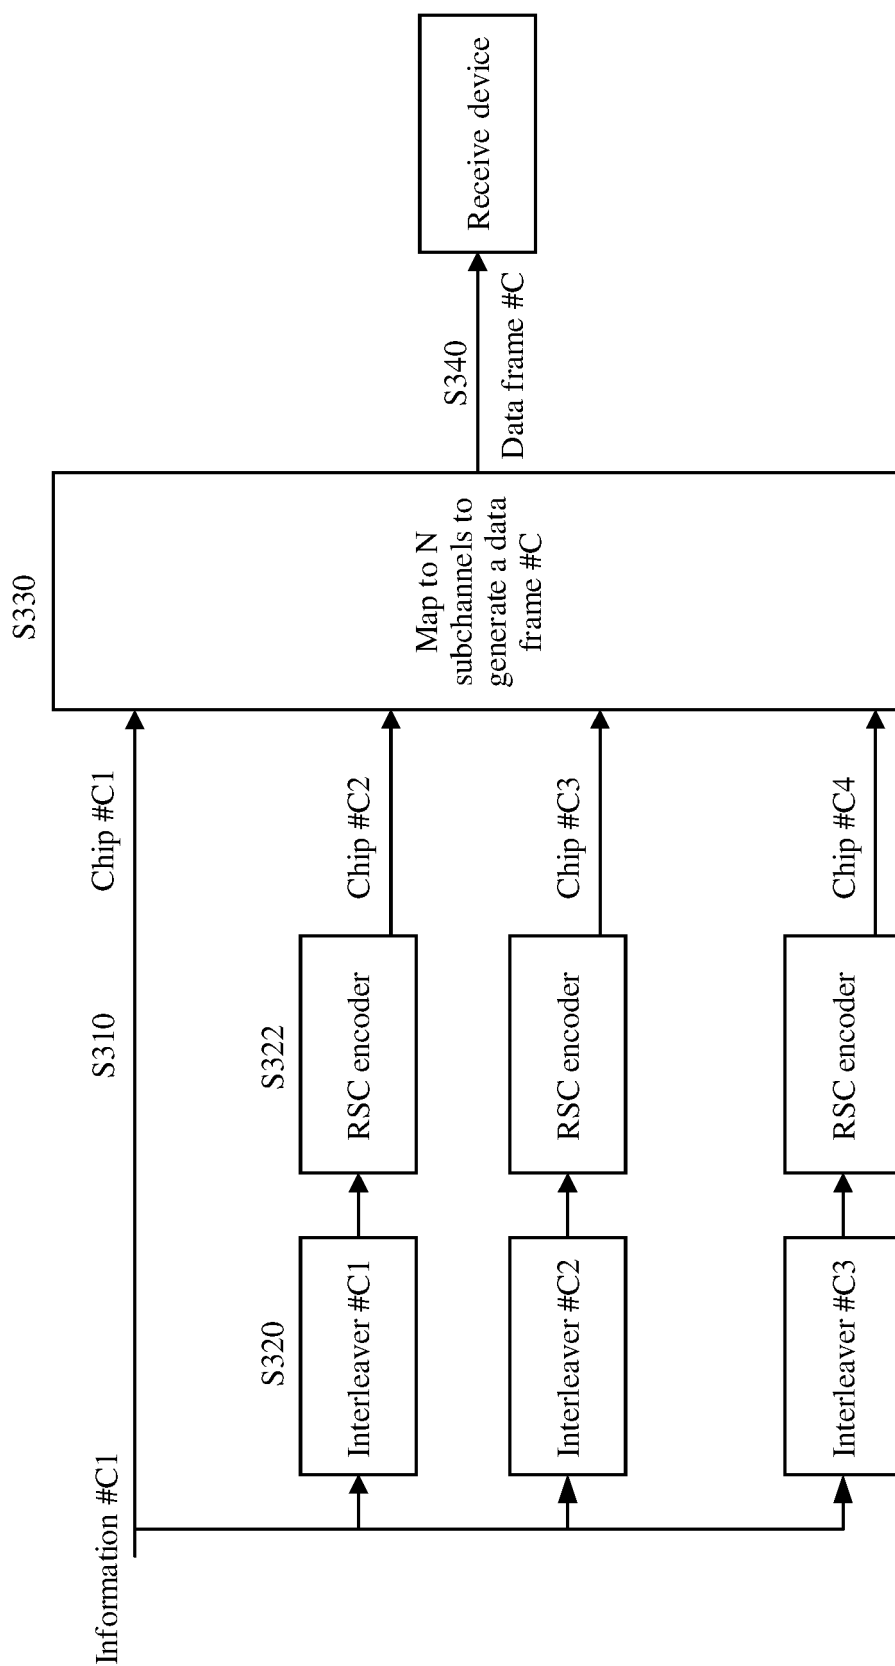 Information #C1
S310
Chip #C1
S330
S320
S322
Interleaver #C1
RSC encoder
Chip #C2
Map to N
subchannels to
generate a data
frame #C
S340
Data frame #C
Receive device
Interleaver #C2
RSC encoder
Chip #C3
Interleaver #C3
RSC encoder
Chip #C4